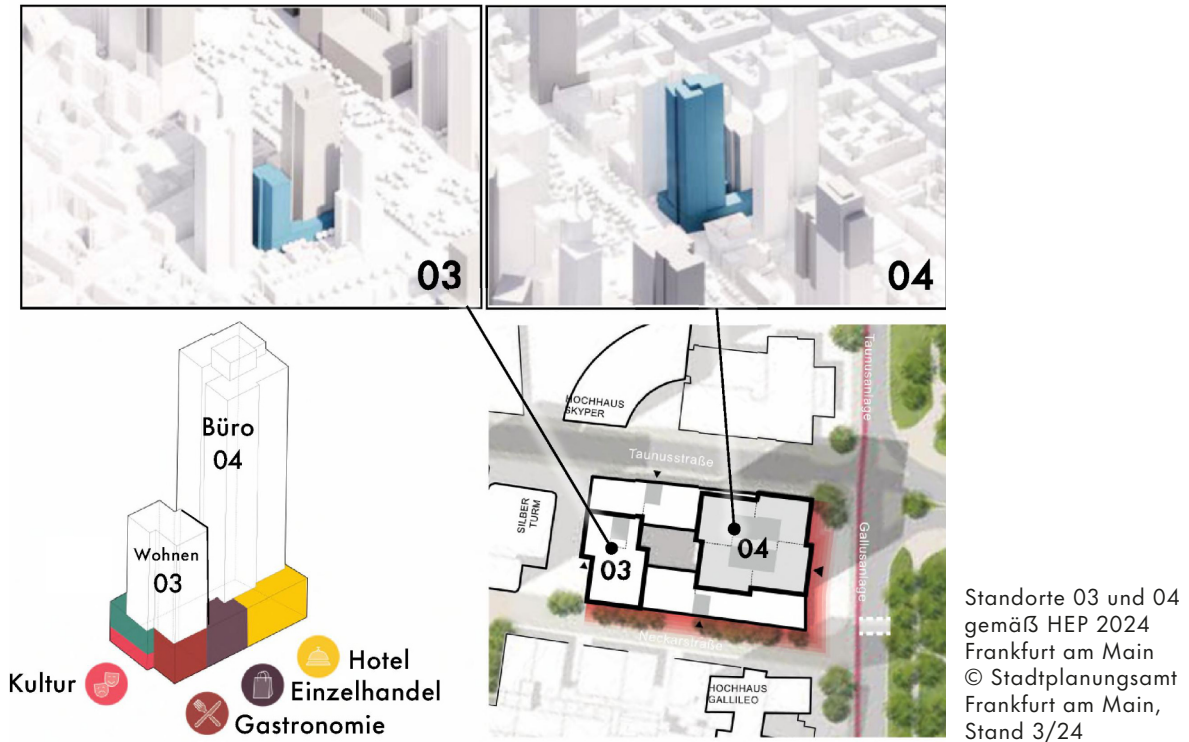 03
04
Büro
04
Wohnen
03
Kultur
Hotel
Einzelhandel
Gastronomie
HOCHHAUS
SKYPER
Taunusstraße
Taunusanlage
SILBER
TURM
03
04
Gallusanlage
Neckarstraße
HOCHHAUS
GALLILEO
Standorte 03 und 04
gemäß HEP 2024
Frankfurt am Main
© Stadtplanungsamt
Frankfurt am Main,
Stand 3/24